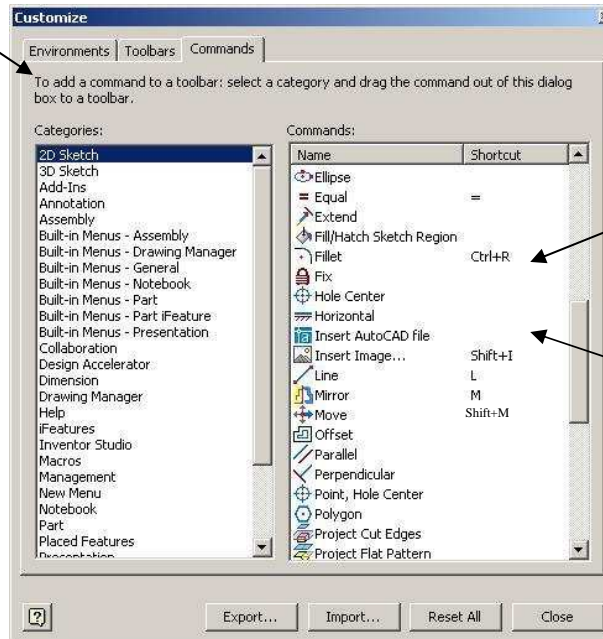 Customize
Environments
Toolbars
Commands
To add a command to a toolbar: select a category and drag the command out of this dialog
box to a toolbar.
Categories:
2D Sketch
3D Sketch
Add-Ins
Annotation
Assembly
Built-in Menus - Assembly
Built-in Menus - Drawing Manager
Built-in Menus - General
Built-in Menus - Notebook
Built-in Menus - Part
Built-in Menus - Part iFeature
Built-in Menus - Presentation
Collaboration
Design Accelerator
Dimension
Drawing Manager
Help
iFeatures
Inventor Studio
Macros
Management
New Menu
Notebook
Part
Placed Features
Presentation
Commands:
Name Shortcut
Ellipse
Equal =
Extend
Fill/Hatch Sketch Region
Fillet Ctrl+R
Fix
Hole Center
Horizontal
Insert AutoCAD file
Insert Image... Shift+I
Line L
Mirror M
Move Shift+M
Offset
Parallel
Perpendicular
Point, Hole Center
Polygon
Project Cut Edges
Project Flat Pattern
Export...
Import...
Reset All
Close